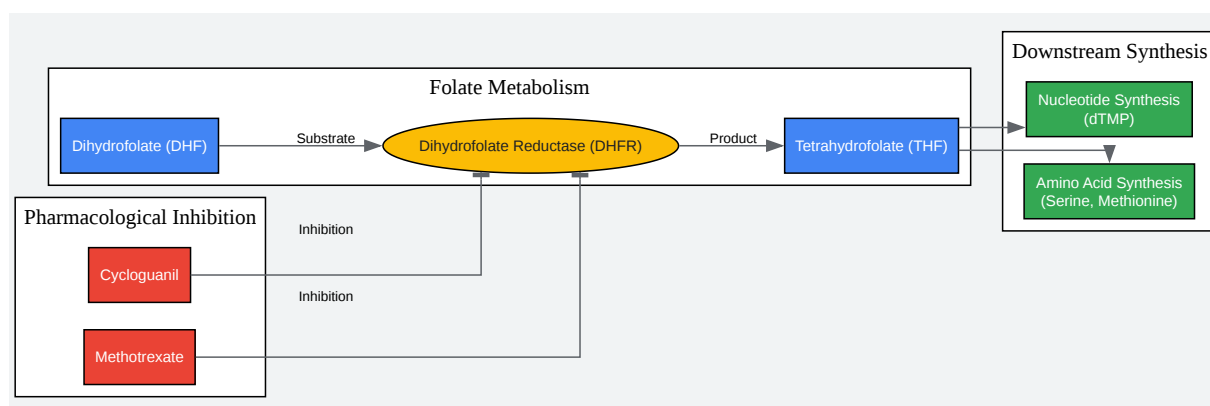 Downstream Synthesis
Folate Metabolism
Nucleotide Synthesis
(dTMP)
Dihydrofolate (DHF)
Substrate
Dihydrofolate Reductase (DHFR)
Product
Tetrahydrofolate (THF)
Amino Acid Synthesis
(Serine, Methionine)
Pharmacological Inhibition
Inhibition
Cycloguanil
Inhibition
Methotrexate